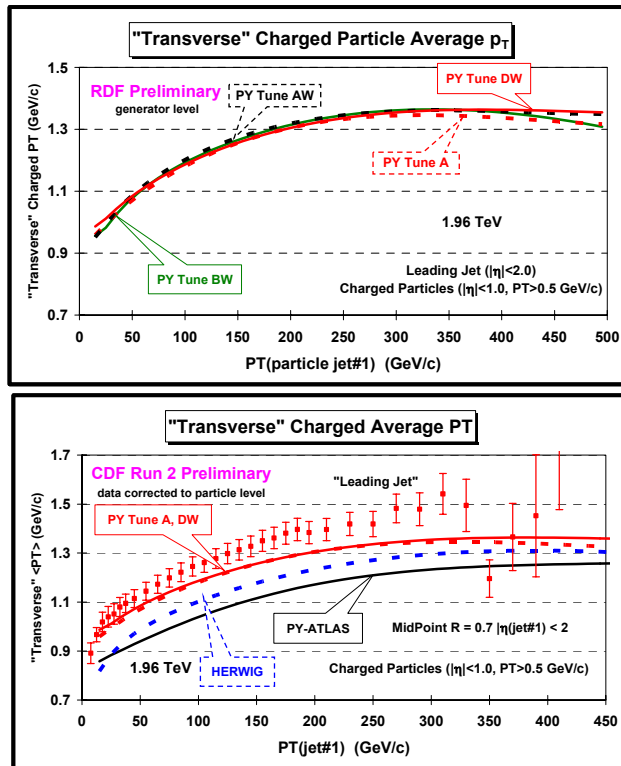 "Transverse" Charged Particle Average pT
1.5
1.3
1.1
0.9
0.7
"Transverse" Charged PT (GeV/c)
RDF Preliminary
generator level
PY Tune AW
PY Tune DW
PY Tune A
PY Tune BW
1.96 TeV
Leading Jet (|η|<2.0)
Charged Particles (|η|<1.0, PT>0.5 GeV/c)
0 50 100 150 200 250 300 350 400 450 500
PT(particle jet#1) (GeV/c)
"Transverse" Charged Average PT
1.7
1.5
1.3
1.1
0.9
0.7
"Transverse" <PT> (GeV/c)
CDF Run 2 Preliminary
data corrected to particle level
"Leading Jet"
PY Tune A, DW
PY-ATLAS
HERWIG
1.96 TeV
MidPoint R = 0.7 |η(jet#1) < 2
Charged Particles (|η|<1.0, PT>0.5 GeV/c)
0 50 100 150 200 250 300 350 400 450
PT(jet#1) (GeV/c)